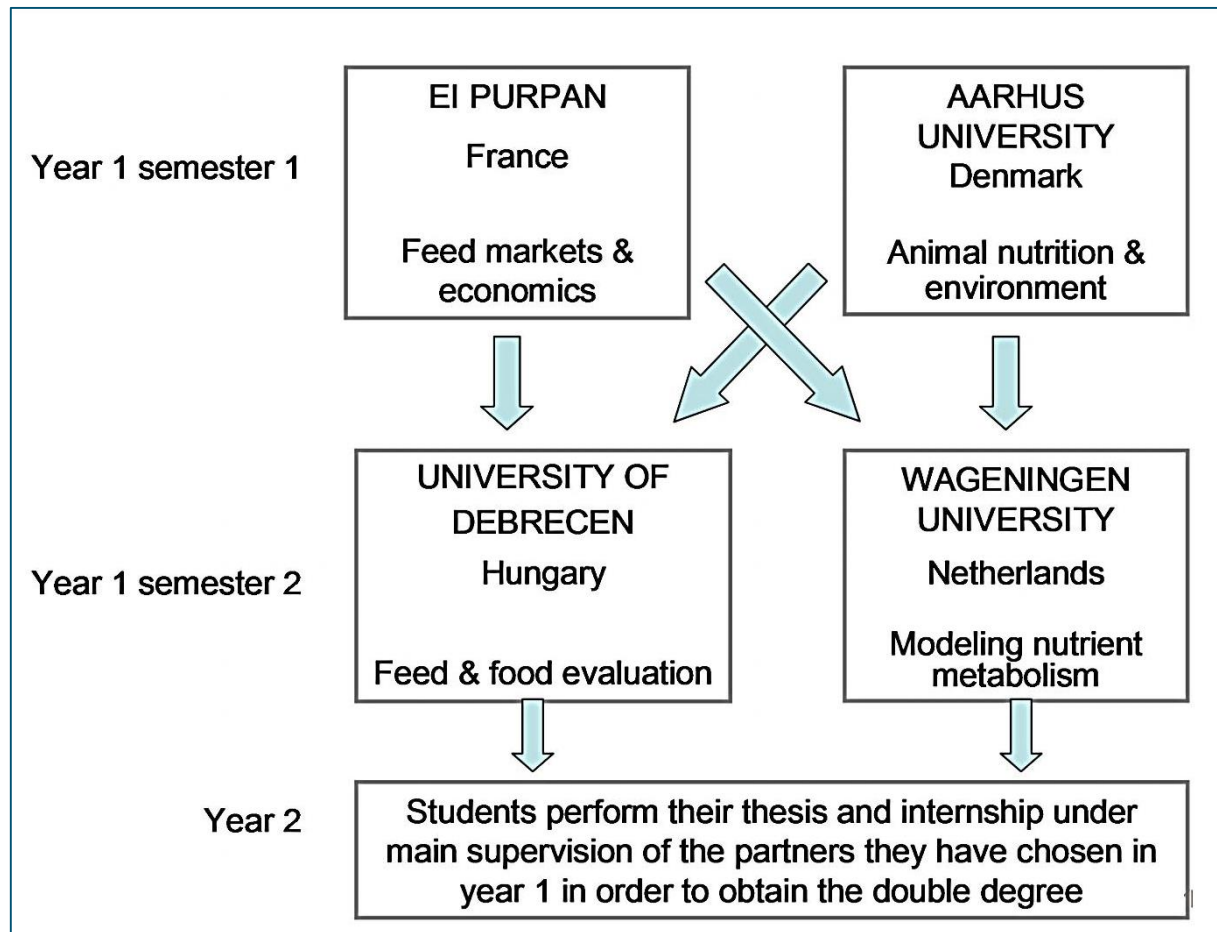 EI PURPAN
France
Feed markets &
economics
AARHUS
UNIVERSITY
Denmark
Animal nutrition &
environment
Year 1 semester 1
UNIVERSITY OF
DEBRECEN
Hungary
Feed & food evaluation
WAGENINGEN
UNIVERSITY
Netherlands
Modeling nutrient
metabolism
Year 1 semester 2
Year 2
Students perform their thesis and internship under
main supervision of the partners they have chosen in
year 1 in order to obtain the double degree